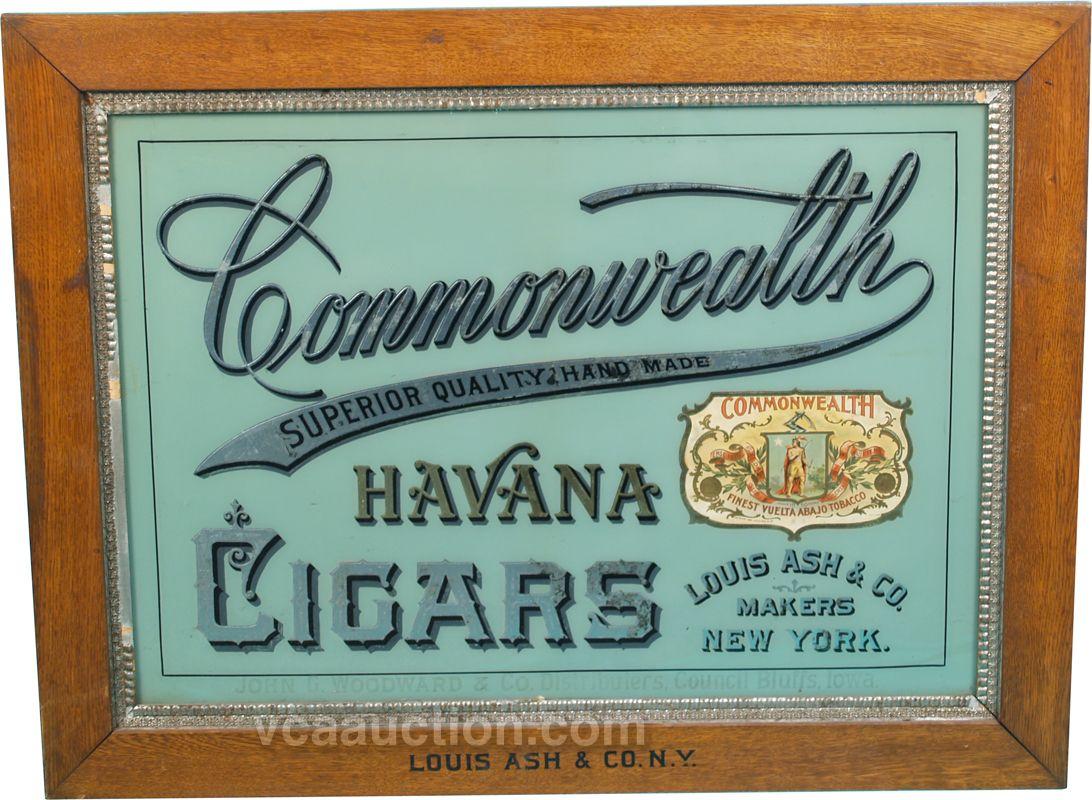 Commonwealth
SUPERIOR QUALITY, HAND MADE
HAVANA
CIGARS
COMMONWEALTH
FINEST VUELTA ABAJO TOBACCO
LOUIS ASH & CO.
MAKERS
NEW YORK.
JOHN G. WOODWARD & Co. Distributers, Council Bluffs, Iowa.
vcaauction.com
LOUIS ASH & CO. N.Y.